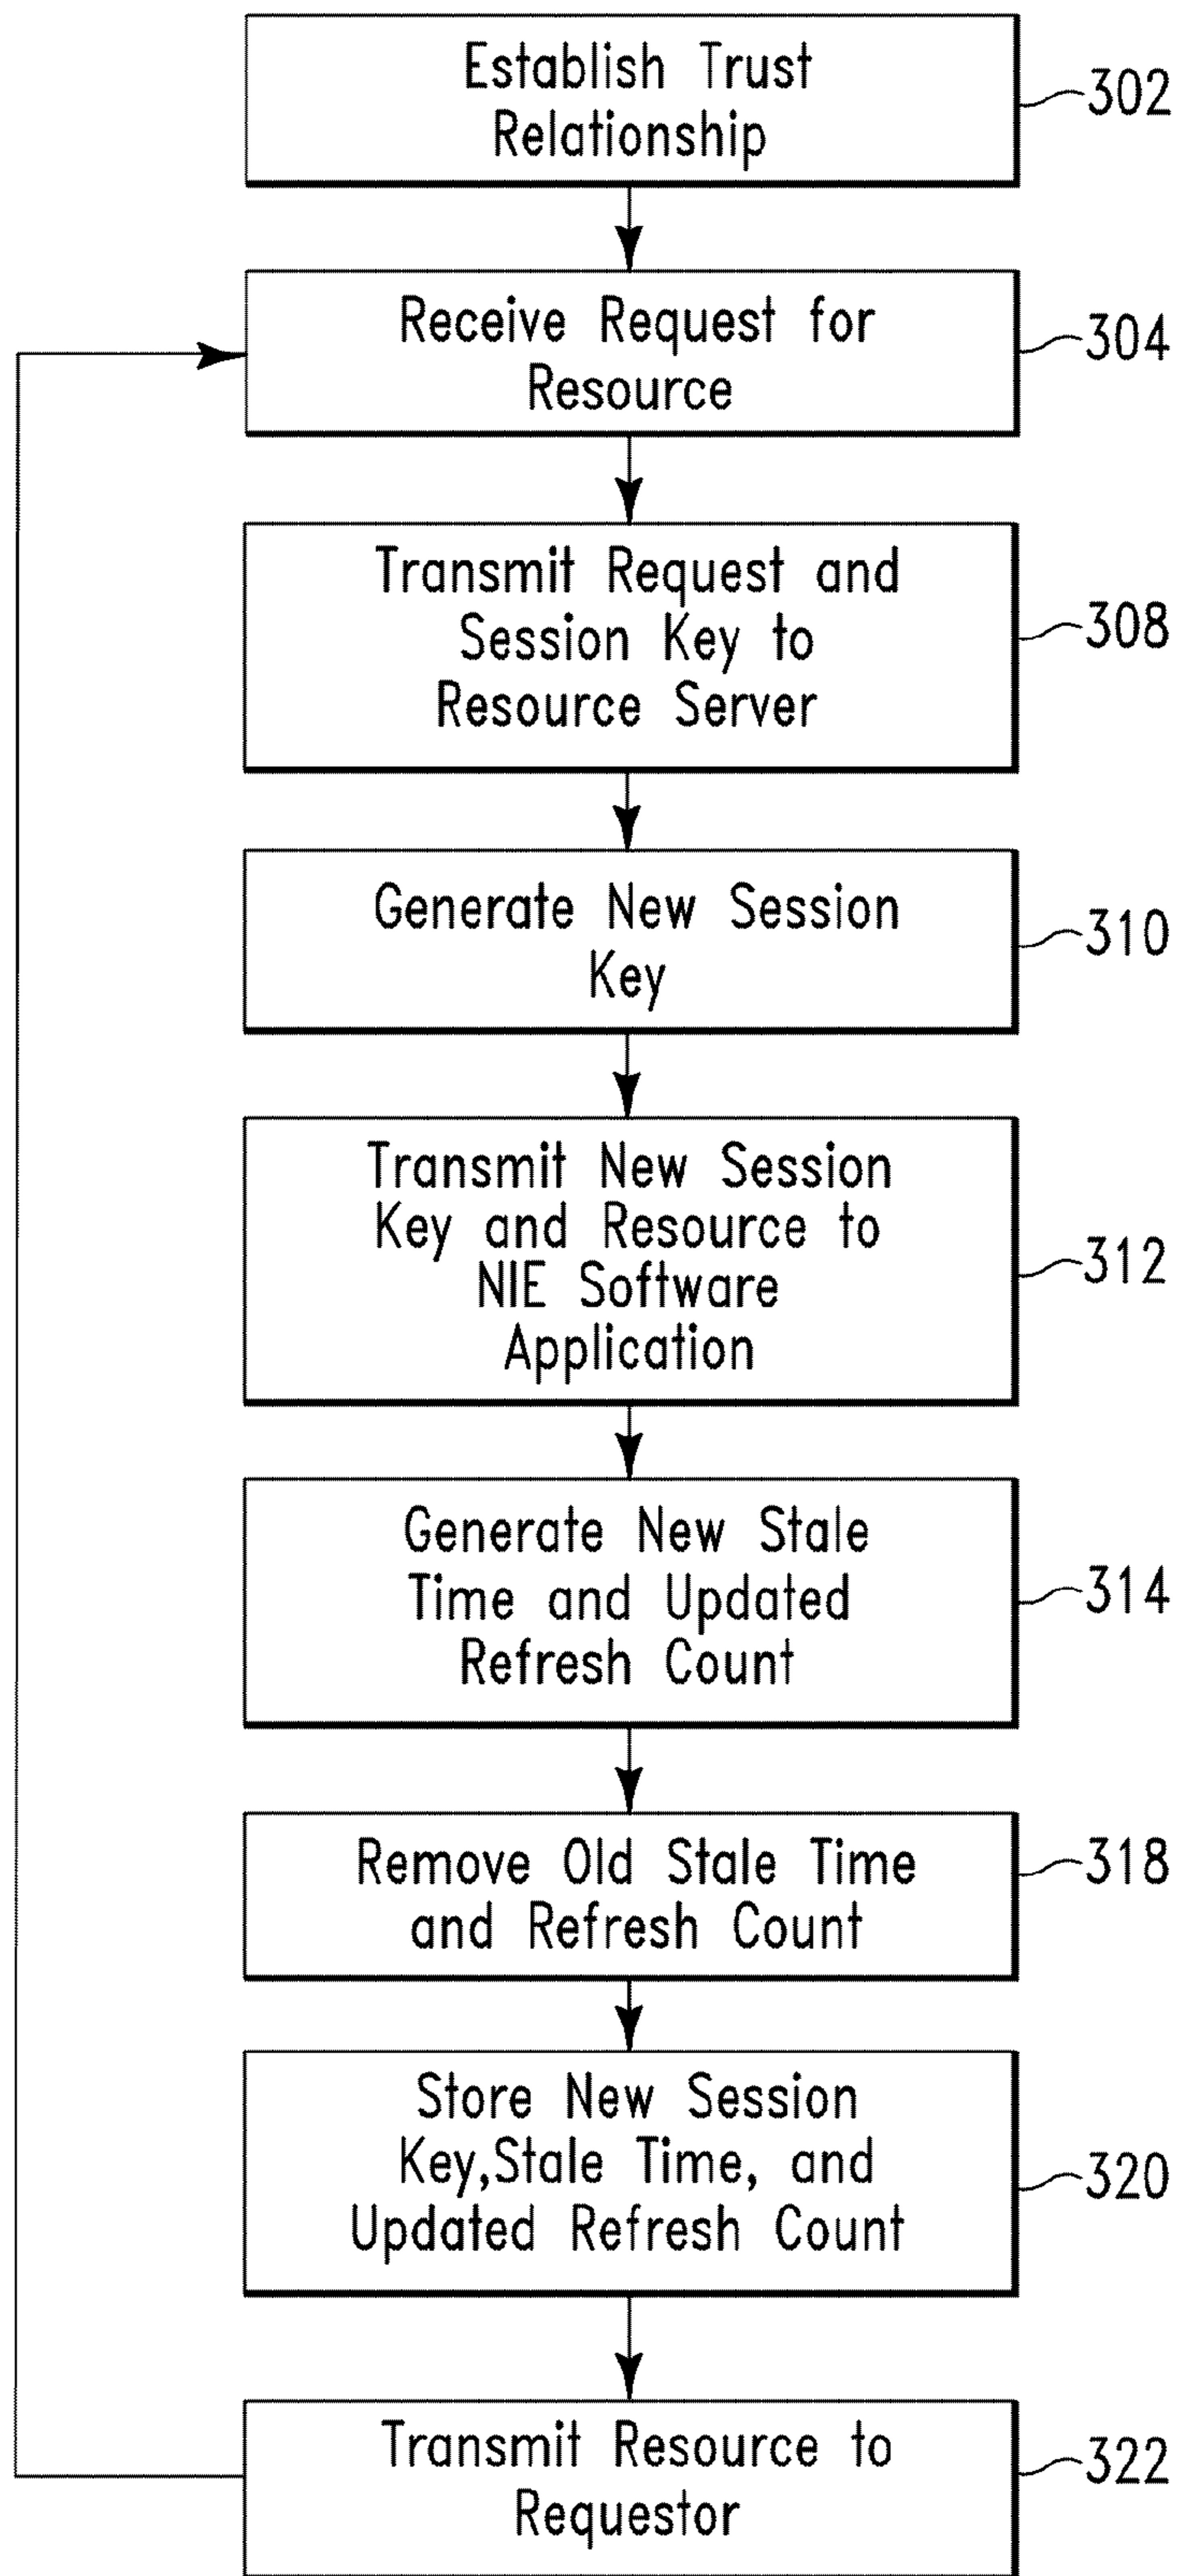 Establish Trust
Relationship
302
Receive Request for
Resource
304
Transmit Request and
Session Key to
Resource Server
308
Generate New Session
Key
310
Transmit New Session
Key and Resource to
NIE Software
Application
312
Generate New Stale
Time and Updated
Refresh Count
314
Remove Old Stale Time
and Refresh Count
318
Store New Session
Key,Stale Time, and
Updated Refresh Count
320
Transmit Resource to
Requestor
322